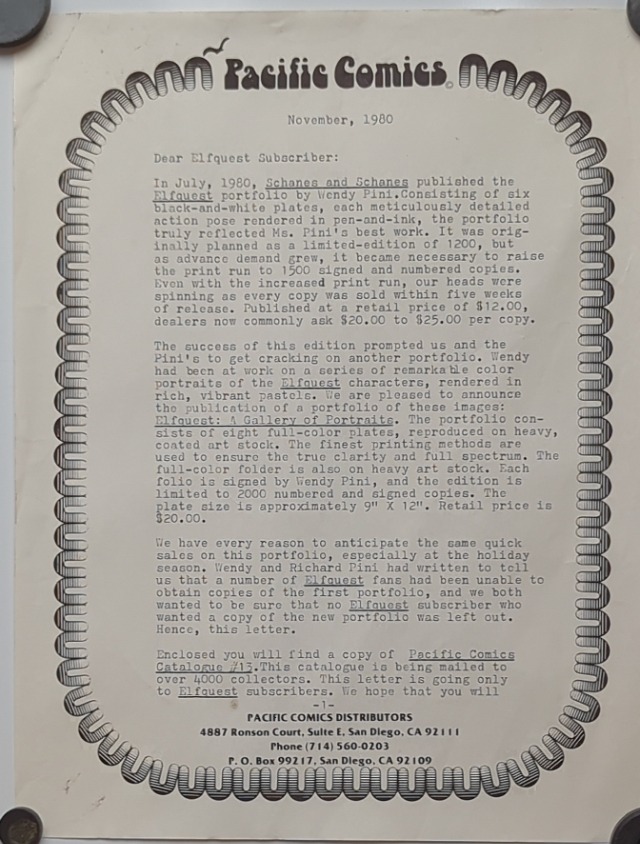 Pacific Comics©
November, 1980
Dear Elfquest Subscriber:
In July, 1980, Schanes and Schanes published the
Elfquest portfolio by Wendy Pini.Consisting of six
black-and-white plates, each meticulously detailed
action pose rendered in pen-and-ink, the portfolio
truly reflected Ms. Pini's best work. It was orig-
inally planned as a limited-edition of 1200, but
as advance demand grew, it became necessary to raise
the print run to 1500 signed and numbered copies.
Even with the increased print run, our heads were
spinning as every copy was sold within five weeks
of release. Published at a retail price of $12.00,
dealers now commonly ask $20.00 to $25.00 per copy.
The success of this edition prompted us and the
Pini's to get cracking on another portfolio. Wendy
had been at work on a series of remarkable color
portraits of the Elfquest characters, rendered in
rich, vibrant pastels. We are pleased to announce
the publication of a portfolio of these images:
Elfquest: A Gallery of Portraits. The portfolio con-
sists of eight full-color plates, reproduced on heavy,
coated art stock. The finest printing methods are
used to ensure the true clarity and full spectrum. The
full-color folder is also on heavy art stock. Each
folio is signed by Wendy Pini, and the edition is
limited to 2000 numbered and signed copies. The
plate size is approximately 9" X 12". Retail price is
$20.00.
We have every reason to anticipate the same quick
sales on this portfolio, especially at the holiday
season. Wendy and Richard Pini had written to tell
us that a number of Elfquest fans had been unable to
obtain copies of the first portfolio, and we both
wanted to be sure that no Elfquest subscriber who
wanted a copy of the new portfolio was left out.
Hence, this letter.
Enclosed you will find a copy of Pacific Comics
Catalogue #13.This catalogue is being mailed to
over 4000 collectors. This letter is going only
to Elfquest subscribers. We hope that you will
-1-
PACIFIC COMICS DISTRIBUTORS
4887 Ronson Court, Suite E, San Diego, CA 92111
Phone (714) 560-0203
P. O. Box 99217, San Diego, CA 92109